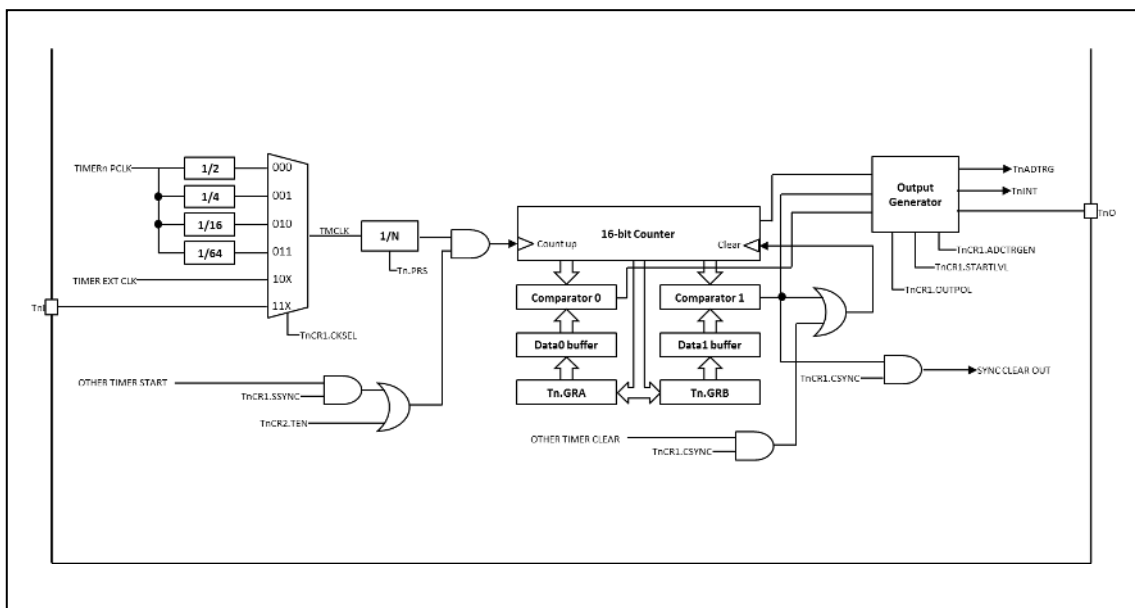 TIMERn PCLK
1/2
000
1/4
001
1/16
010
1/64
011
TIMER EXT CLK
10X
TnI
11X
TnCR1.CKSEL
TMCLK
1/N
Tn.PRS
OTHER TIMER START
TnCR1.SSYNC
TnCR2.TEN
16-bit Counter
Count up
Clear
Comparator 0
Comparator 1
Data0 buffer
Data1 buffer
Tn.GRA
Tn.GRB
OTHER TIMER CLEAR
TnCR1.CSYNC
TnCR1.CSYNC
SYNC CLEAR OUT
Output
Generator
TnADTRG
TnINT
TnO
TnCR1.ADCTRGEN
TnCR1.STARTLVL
TnCR1.OUTPOL